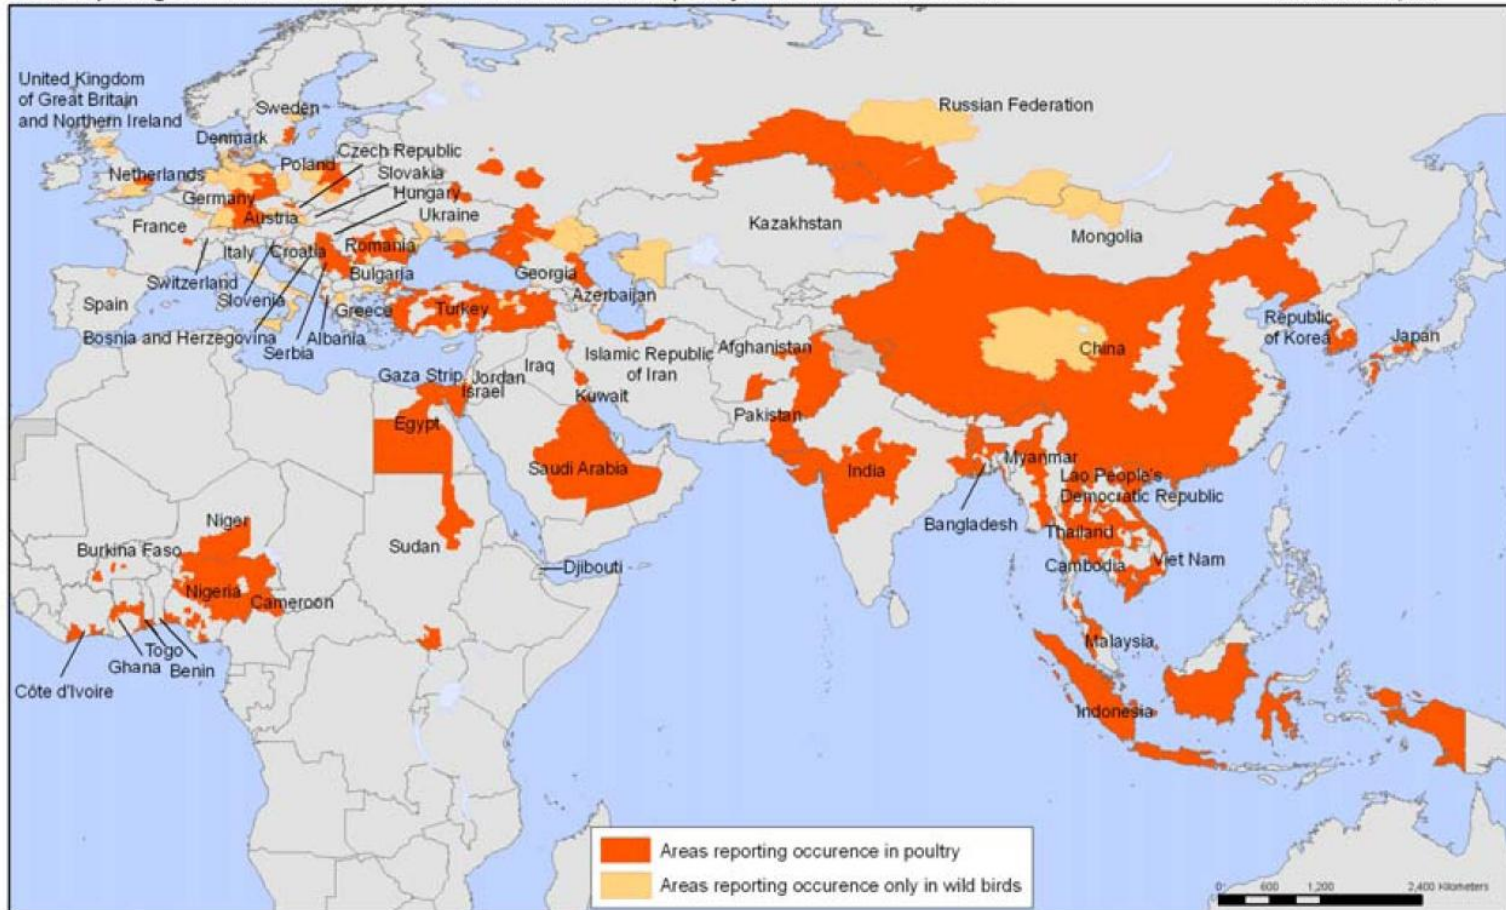 United Kingdom
of Great Britain
and Northern Ireland
Sweden
Denmark
Russian Federation
Netherlands
Poland
Czech Republic
Slovakia
Germany
Hungary
Austria
Ukraine
France
Kazakhstan
Mongolia
Italy
Croatia
Romania
Switzerland
Bulgaria
Georgia
Slovenia
Azerbaijan
Spain
Greece
Turkey
Bosnia and Herzegovina
Albania
Serbia
Republic
of Korea
Japan
China
Afghanistan
Islamic Republic
of Iran
Iraq
Gaza Strip
Jordan
Israel
Kuwait
Pakistan
Egypt
Saudi Arabia
India
Myanmar
Lao People's
Democratic Republic
Bangladesh
Niger
Thailand
Burkina Faso
Sudan
Djibouti
Cambodia
Viet Nam
Nigeria
Cameroon
Malaysia
Togo
Ghana
Benin
Côte d'Ivoire
Indonesia
Areas reporting occurence in poultry
Areas reporting occurence only in wild birds
0 600 1,200 2,400 Kilometers